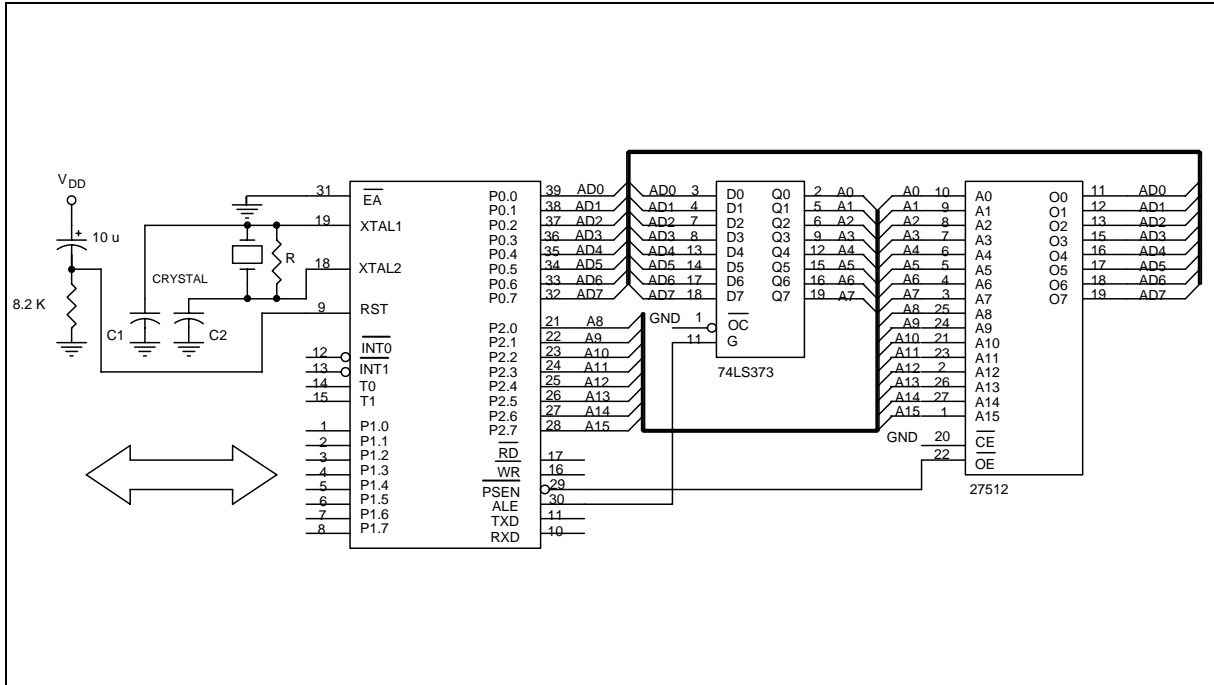 V DD
10 u
8.2 K
C1
C2
CRYSTAL
R
31
19
18
9
12
13
14
15
1
2
3
4
5
6
7
8
EA
XTAL1
XTAL2
RST
INT0
INT1
T0
T1
P1.0
P1.1
P1.2
P1.3
P1.4
P1.5
P1.6
P1.7
P0.0 39 AD0
P0.1 38 AD1
P0.2 37 AD2
P0.3 36 AD3
P0.4 35 AD4
P0.5 34 AD5
P0.6 33 AD6
P0.7 32 AD7
P2.0 21 A8
P2.1 22 A9
P2.2 23 A10
P2.3 24 A11
P2.4 25 A12
P2.5 26 A13
P2.6 27 A14
P2.7 28 A15
RD 17
WR 16
PSEN 29
ALE 30
TXD 11
RXD 10
AD0 3 D0 Q0 2 A0
AD1 4 D1 Q1 5 A1
AD2 7 D2 Q2 6 A2
AD3 8 D3 Q3 9 A3
AD4 13 D4 Q4 12 A4
AD5 14 D5 Q5 15 A5
AD6 17 D6 Q6 16 A6
AD7 18 D7 Q7 19 A7
GND 1 OC
11 G
74LS373
A0 10 A0 O0 11 AD0
A1 9 A1 O1 12 AD1
A2 8 A2 O2 13 AD2
A3 7 A3 O3 15 AD3
A4 6 A4 O4 16 AD4
A5 5 A5 O5 17 AD5
A6 4 A6 O6 18 AD6
A7 3 A7 O7 19 AD7
A8 25 A8
A9 24 A9
A10 21 A10
A11 23 A11
A12 2 A12
A13 26 A13
A14 27 A14
A15 1 A15
GND 20 CE
22 OE
27512